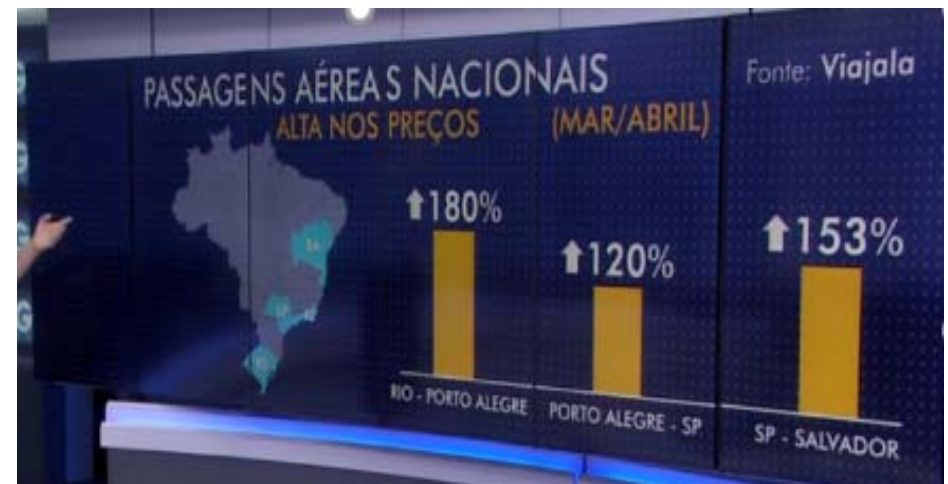 PASSAGENS AÉREAS NACIONAIS
Fonte: Viajala
ALTA NOS PREÇOS (MAR/ABRIL)
180%
120%
153%
BA
RIO - PORTO ALEGRE
PORTO ALEGRE - SP
SP - SALVADOR